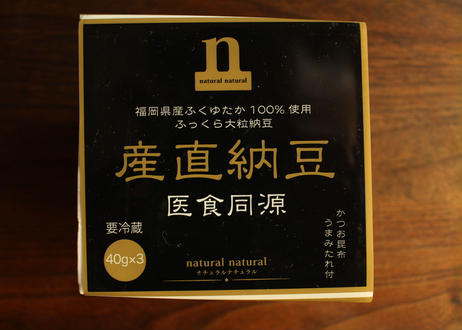 n
natural natural
福岡県産ふくゆたか100%使用
ふっくら大粒納豆
産直納豆
医食同源
要冷蔵
40g×3
かつお昆布
うまみたれ付
natural natural
ナチュラルナチュラル